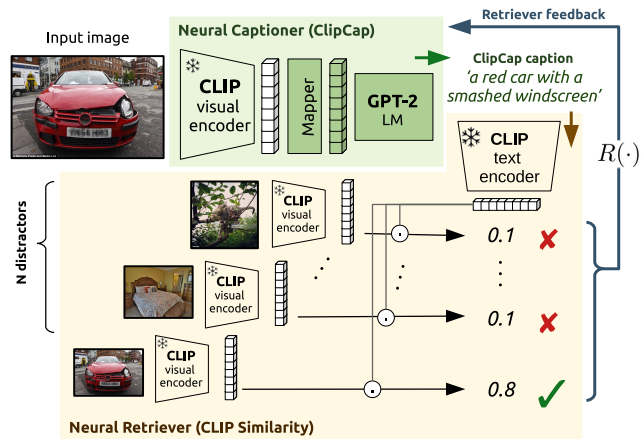 Input image
Neural Captioner (ClipCap)
Retriever feedback
CLIP
visual
encoder
Mapper
GPT-2
LM
ClipCap caption
‘a red car with a
smashed windscreen’
CLIP
text
encoder
R(·)
N distractors
CLIP
visual
encoder
0.1
CLIP
visual
encoder
0.1
CLIP
visual
encoder
0.8
Neural Retriever (CLIP Similarity)